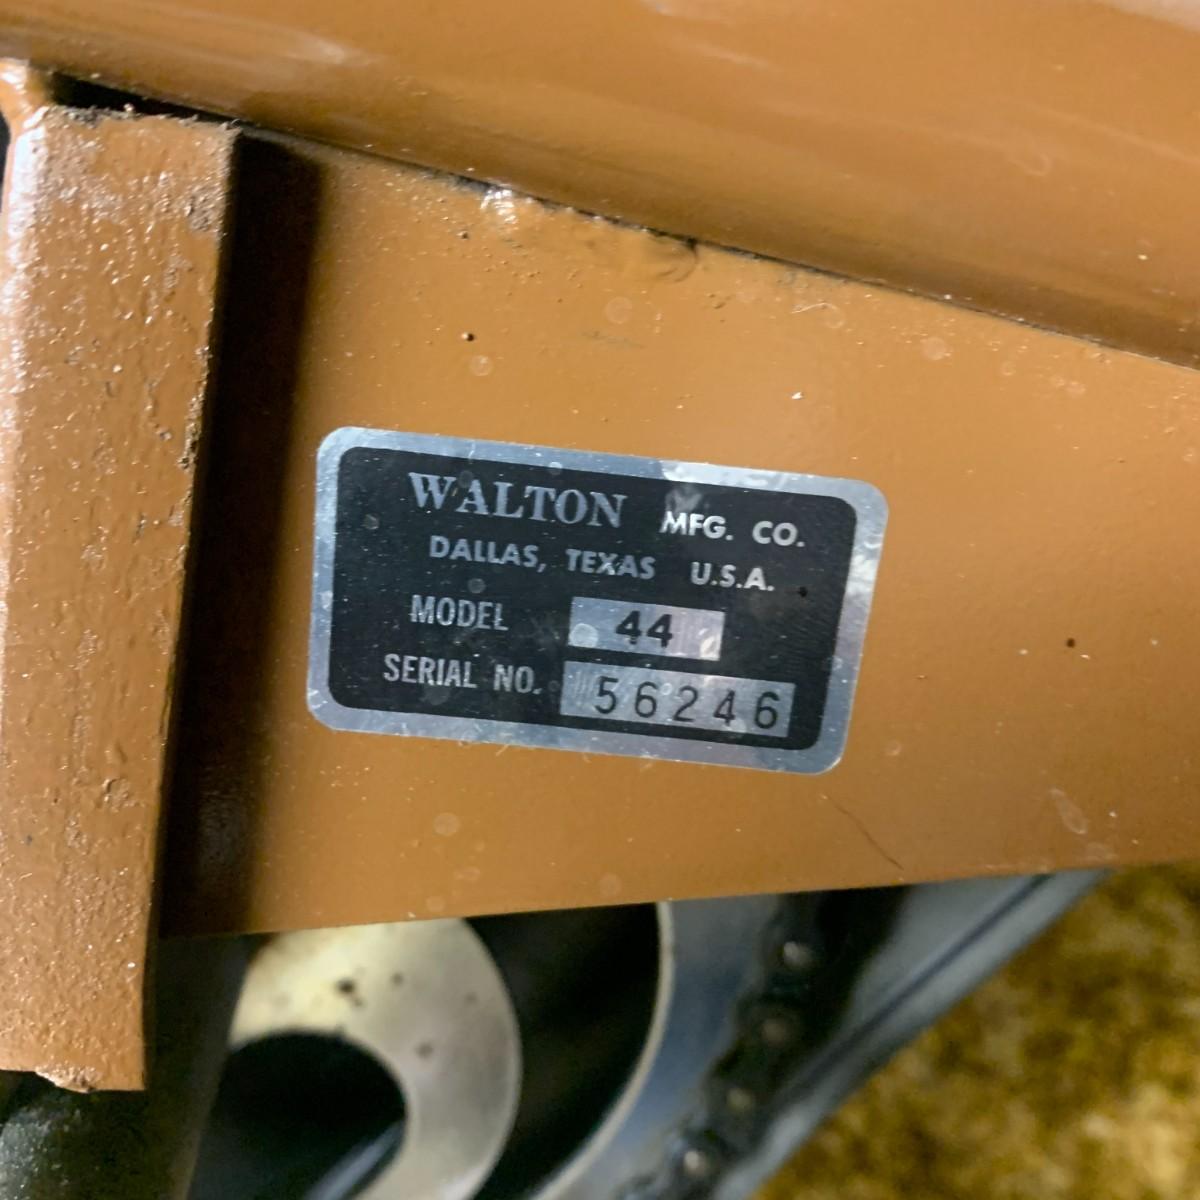 WALTON MFG. CO.
DALLAS, TEXAS U.S.A.
MODEL 44
SERIAL NO. 56246